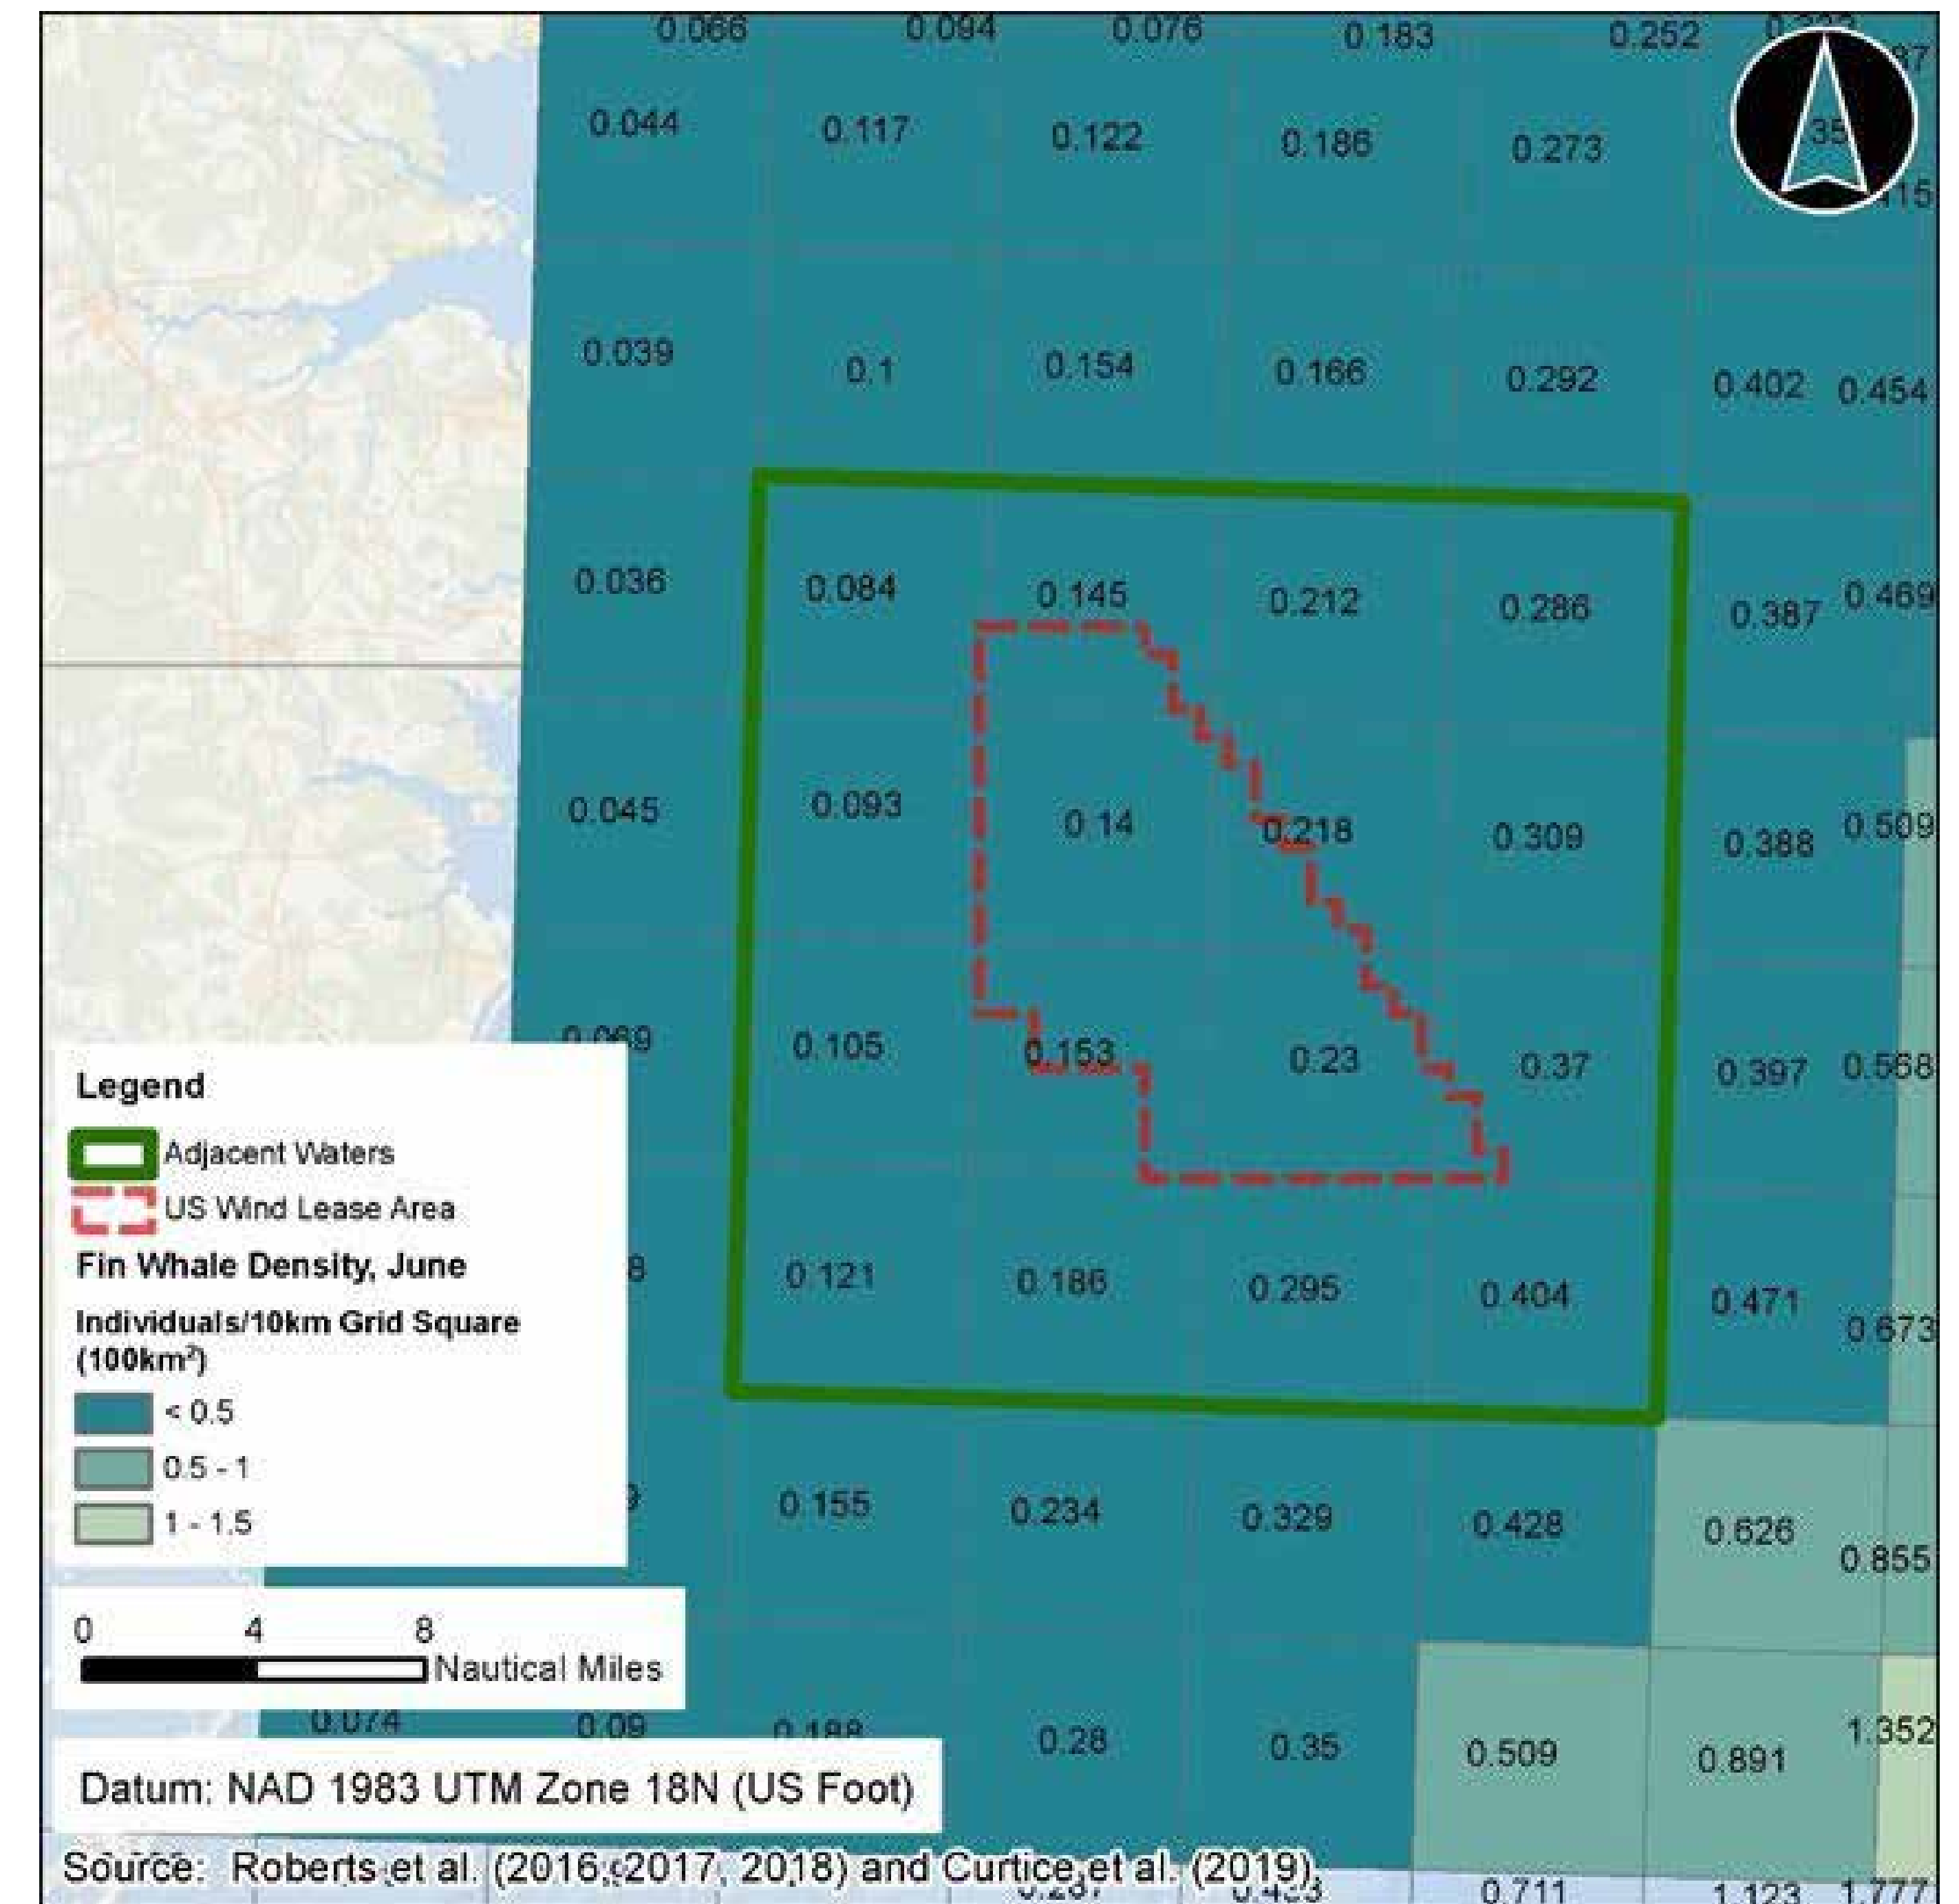 0.066 0.094 0.076 0.183 0.252
0.044 0.117 0.122 0.186 0.273
0.039 0.1 0.154 0.166 0.292 0.402 0.454
0.036 0.084 0.145 0.212 0.286 0.387 0.469
0.045 0.093 0.14 0.218 0.309 0.388 0.509
0.069 0.105 0.153 0.23 0.37 0.397 0.568
0.121 0.186 0.295 0.404 0.471 0.673
0.155 0.234 0.329 0.428 0.626 0.855
0.074 0.09 0.188 0.28 0.35 0.509 0.891 1.352
0.711 1.123 1.777
Legend
Adjacent Waters
US Wind Lease Area
Fin Whale Density, June
Individuals/10km Grid Square
(100km²)
< 0.5
0.5 - 1
1 - 1.5
0 4 8
Nautical Miles
Datum: NAD 1983 UTM Zone 18N (US Foot)
Source: Roberts et al. (2016, 2017, 2018) and Curtice et al. (2019)